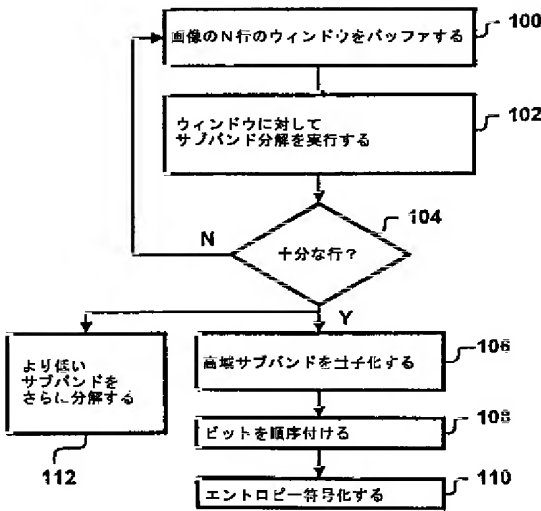 画像のN行のウィンドウをバッファする
100
ウィンドウに対して
サブバンド分解を実行する
102
104
十分な行?
N
Y
より低い
サブバンドを
さらに分解する
112
高域サブバンドを量子化する
106
ビットを順序付ける
108
エントロピー符号化する
110